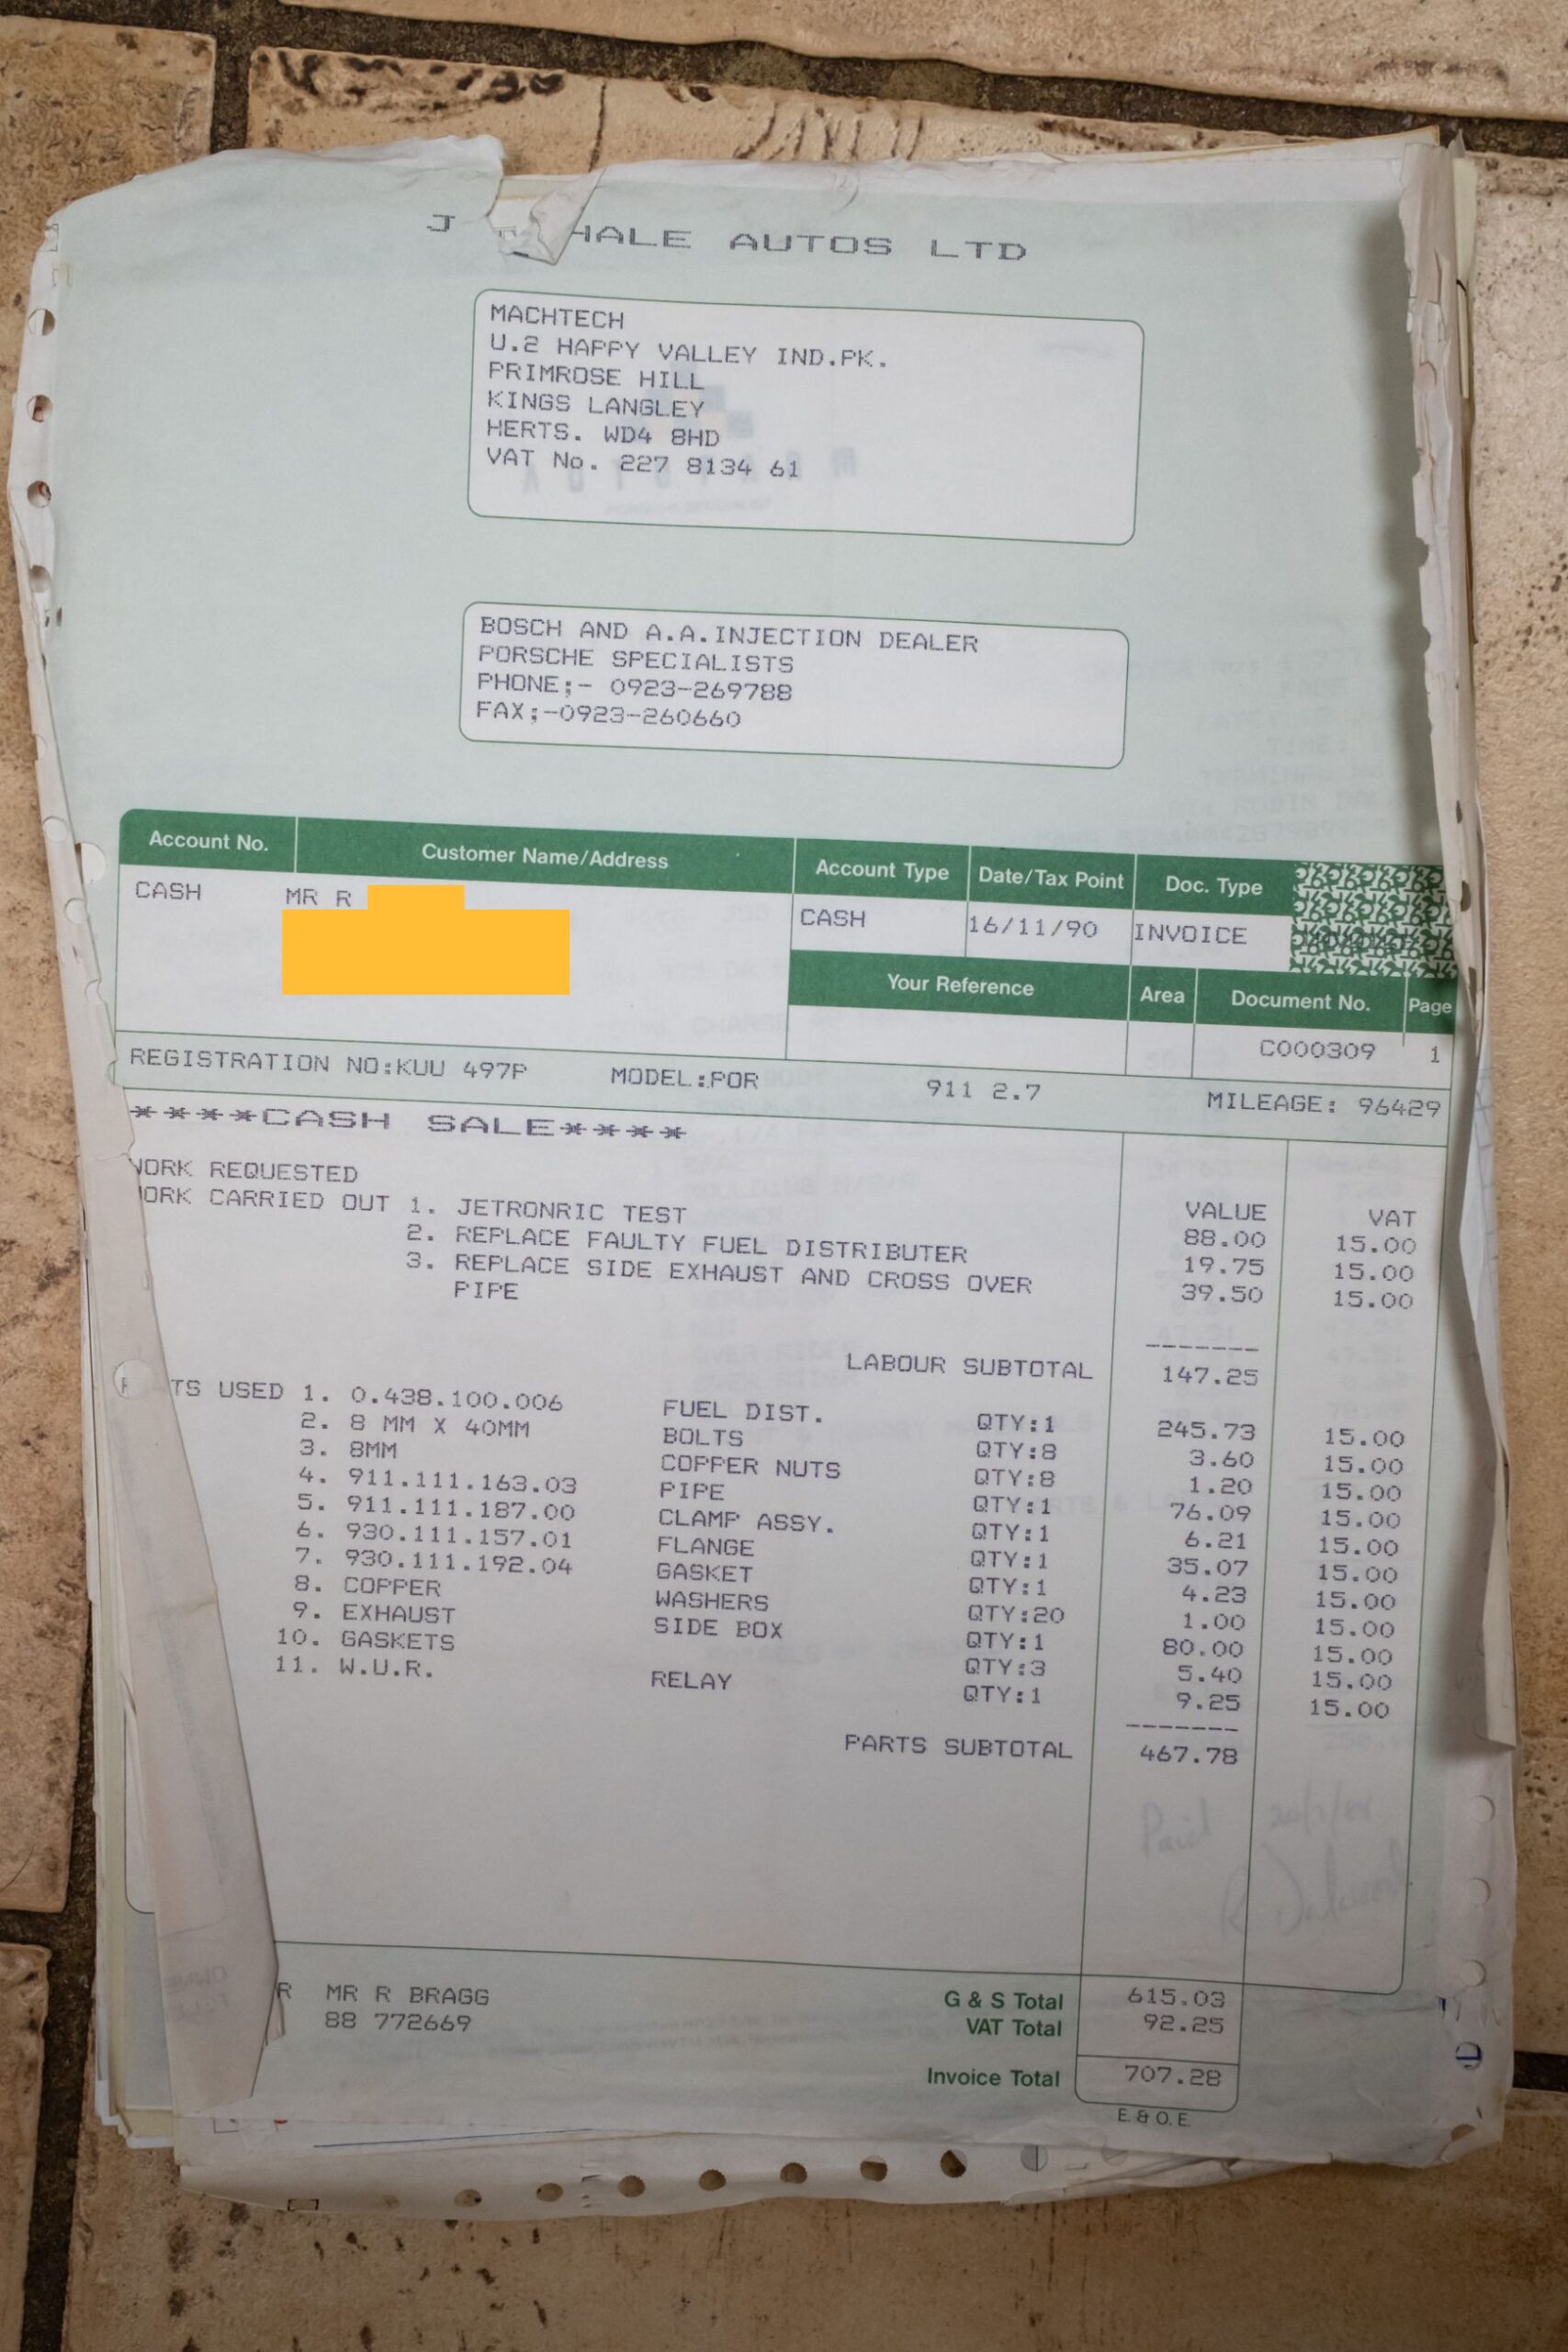 J HALE AUTOS LTD
MACHTECH
U.2 HAPPY VALLEY IND.PK.
PRIMROSE HILL
KINGS LANGLEY
HERTS. WD4 8HD
VAT No. 227 8134 61
BOSCH AND A.A.INJECTION DEALER
PORSCHE SPECIALISTS
PHONE;- 0923-269788
FAX;-0923-260660
Account No. Customer Name/Address Account Type Date/Tax Point Doc. Type
CASH MR R CASH 16/11/90 INVOICE
Your Reference Area Document No. Page
C000309 1
REGISTRATION NO:KUU 497P MODEL:POR 911 2.7 MILEAGE: 96429
****CASH SALE****
WORK REQUESTED
WORK CARRIED OUT 1. JETRONRIC TEST VALUE VAT
2. REPLACE FAULTY FUEL DISTRIBUTER 88.00 15.00
3. REPLACE SIDE EXHAUST AND CROSS OVER 19.75 15.00
PIPE 39.50 15.00
-------
LABOUR SUBTOTAL 147.25
TS USED 1. 0.438.100.006 FUEL DIST. QTY:1 245.73 15.00
2. 8 MM X 40MM BOLTS QTY:8 3.60 15.00
3. 8MM COPPER NUTS QTY:8 1.20 15.00
4. 911.111.163.03 PIPE QTY:1 76.09 15.00
5. 911.111.187.00 CLAMP ASSY. QTY:1 6.21 15.00
6. 930.111.157.01 FLANGE QTY:1 35.07 15.00
7. 930.111.192.04 GASKET QTY:1 4.23 15.00
8. COPPER WASHERS QTY:20 1.00 15.00
9. EXHAUST SIDE BOX QTY:1 80.00 15.00
10. GASKETS QTY:3 5.40 15.00
11. W.U.R. RELAY QTY:1 9.25 15.00
-------
PARTS SUBTOTAL 467.78
Paid
R MR R BRAGG G & S Total 615.03
88 772669 VAT Total 92.25
Invoice Total 707.28
E. & O. E.